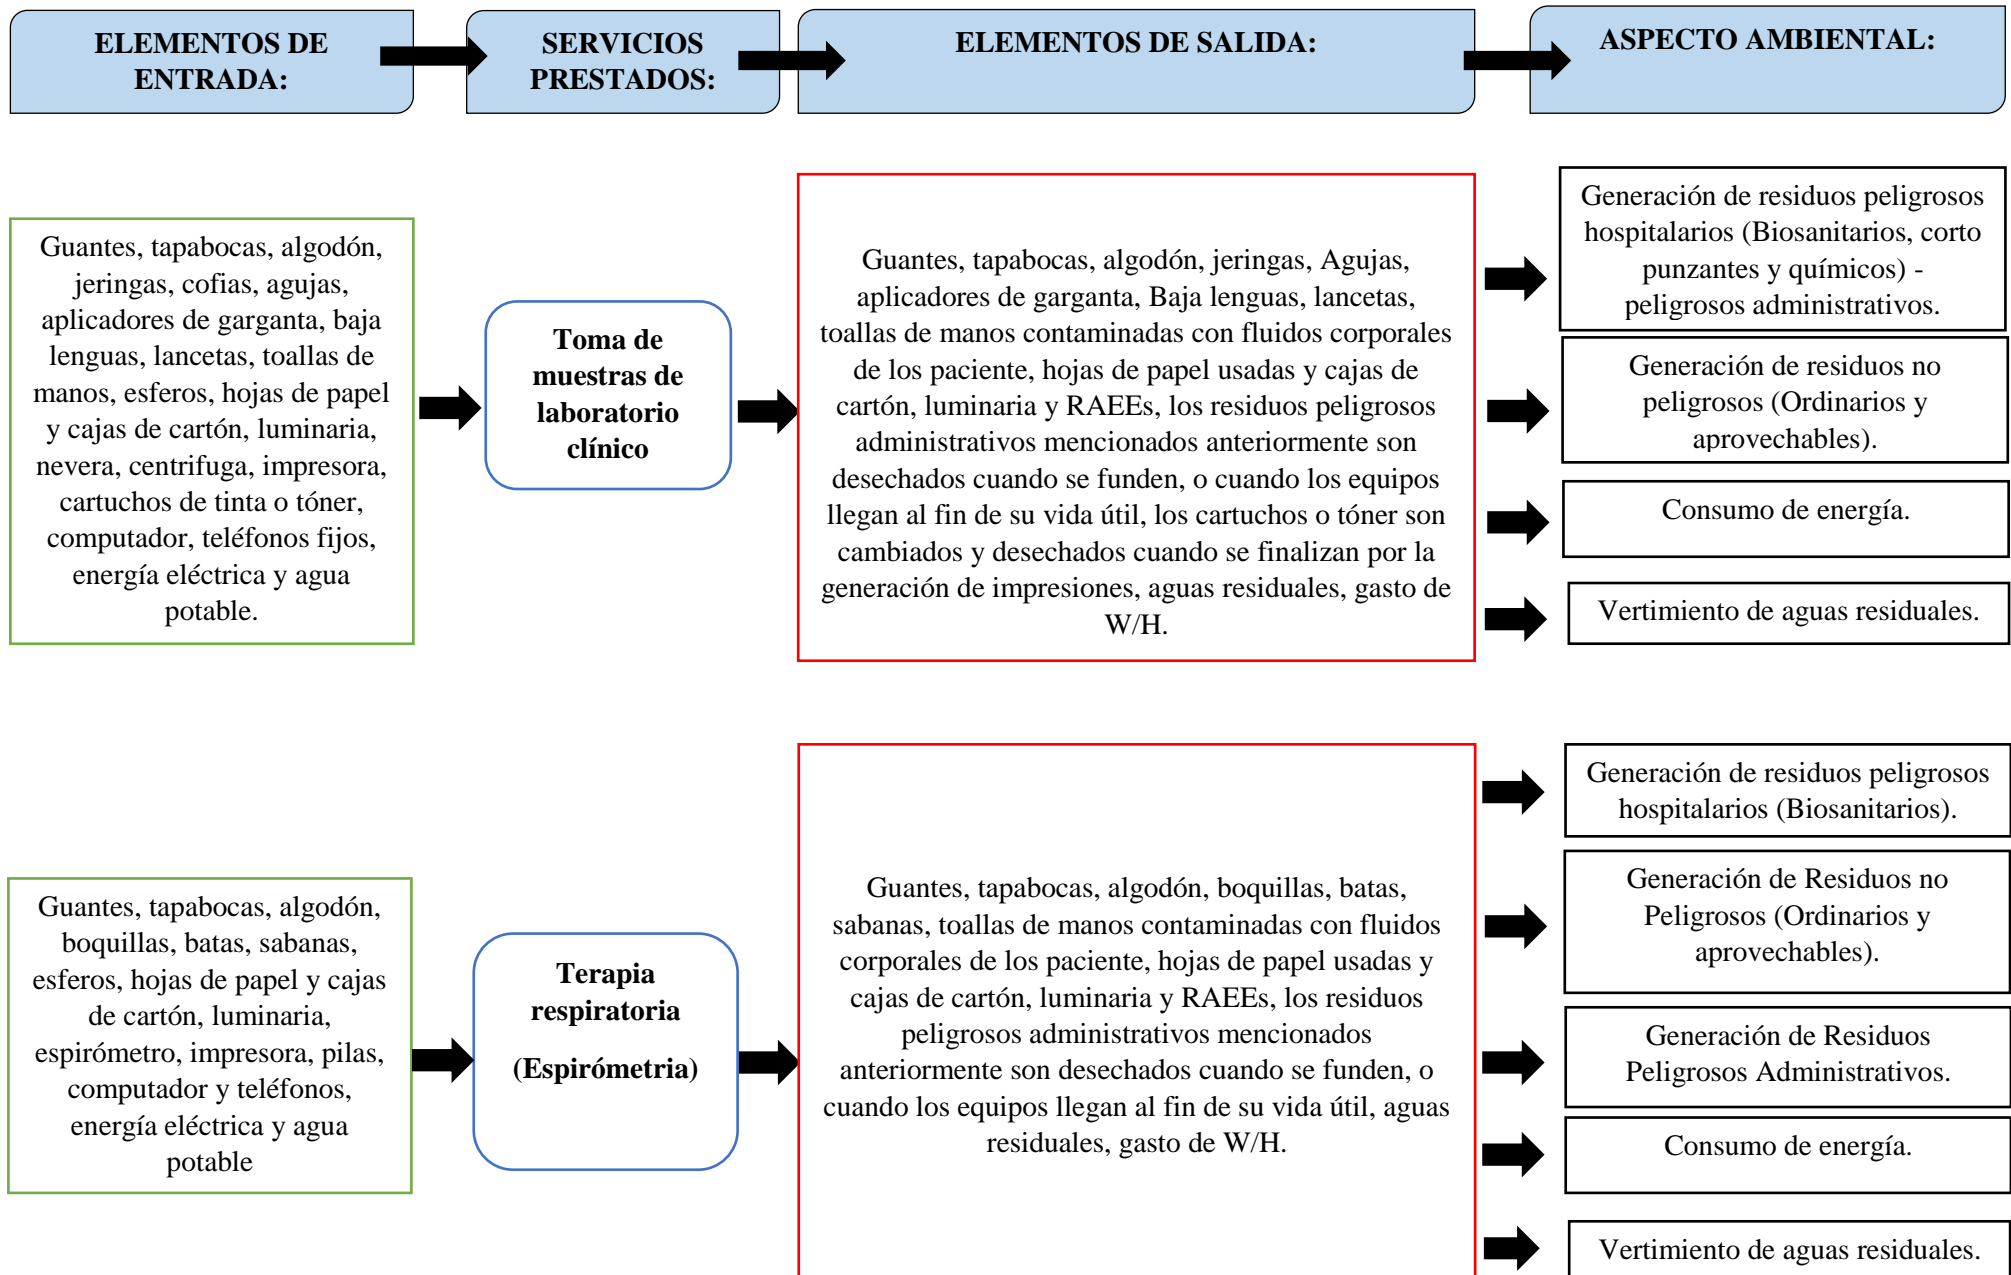 ELEMENTOS DE
ENTRADA:
SERVICIOS
PRESTADOS:
ELEMENTOS DE SALIDA:
ASPECTO AMBIENTAL:
Guantes, tapabocas, algodón,
jeringas, cofias, agujas,
aplicadores de garganta, baja
lenguas, lancetas, toallas de
manos, esferos, hojas de papel
y cajas de cartón, luminaria,
nevera, centrifuga, impresora,
cartuchos de tinta o tóner,
computador, teléfonos fijos,
energía eléctrica y agua
potable.
Toma de
muestras de
laboratorio
clínico
Guantes, tapabocas, algodón, jeringas, Agujas,
aplicadores de garganta, Baja lenguas, lancetas,
toallas de manos contaminadas con fluidos corporales
de los paciente, hojas de papel usadas y cajas de
cartón, luminaria y RAEEs, los residuos peligrosos
administrativos mencionados anteriormente son
desechados cuando se funden, o cuando los equipos
llegan al fin de su vida útil, los cartuchos o tóner son
cambiados y desechados cuando se finalizan por la
generación de impresiones, aguas residuales, gasto de
W/H.
Generación de residuos peligrosos
hospitalarios (Biosanitarios, corto
punzantes y químicos) -
peligrosos administrativos.
Generación de residuos no
peligrosos (Ordinarios y
aprovechables).
Consumo de energía.
Vertimiento de aguas residuales.
Guantes, tapabocas, algodón,
boquillas, batas, sabanas,
esferos, hojas de papel y cajas
de cartón, luminaria,
espirómetro, impresora, pilas,
computador y teléfonos,
energía eléctrica y agua
potable
Terapia
respiratoria
(Espirómetria)
Guantes, tapabocas, algodón, boquillas, batas,
sabanas, toallas de manos contaminadas con fluidos
corporales de los paciente, hojas de papel usadas y
cajas de cartón, luminaria y RAEEs, los residuos
peligrosos administrativos mencionados
anteriormente son desechados cuando se funden, o
cuando los equipos llegan al fin de su vida útil, aguas
residuales, gasto de W/H.
Generación de residuos peligrosos
hospitalarios (Biosanitarios).
Generación de Residuos no
Peligrosos (Ordinarios y
aprovechables).
Generación de Residuos
Peligrosos Administrativos.
Consumo de energía.
Vertimiento de aguas residuales.